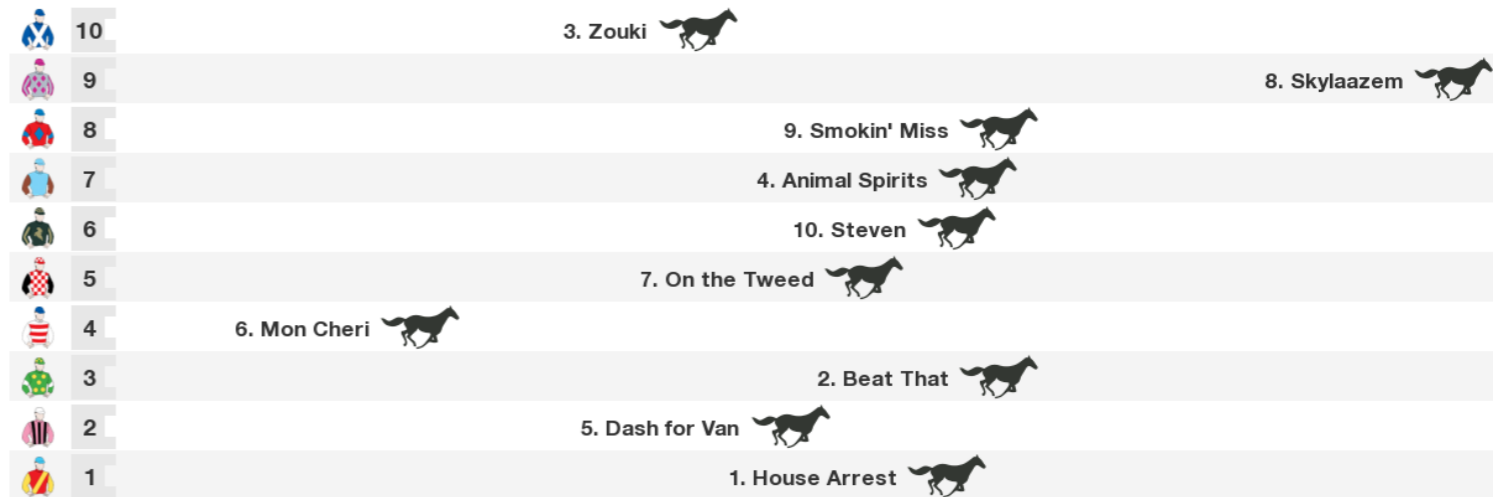 10 3. Zouki
9 8. Skylaazem
8 9. Smokin' Miss
7 4. Animal Spirits
6 10. Steven
5 7. On the Tweed
4 6. Mon Cheri
3 2. Beat That
2 5. Dash for Van
1 1. House Arrest